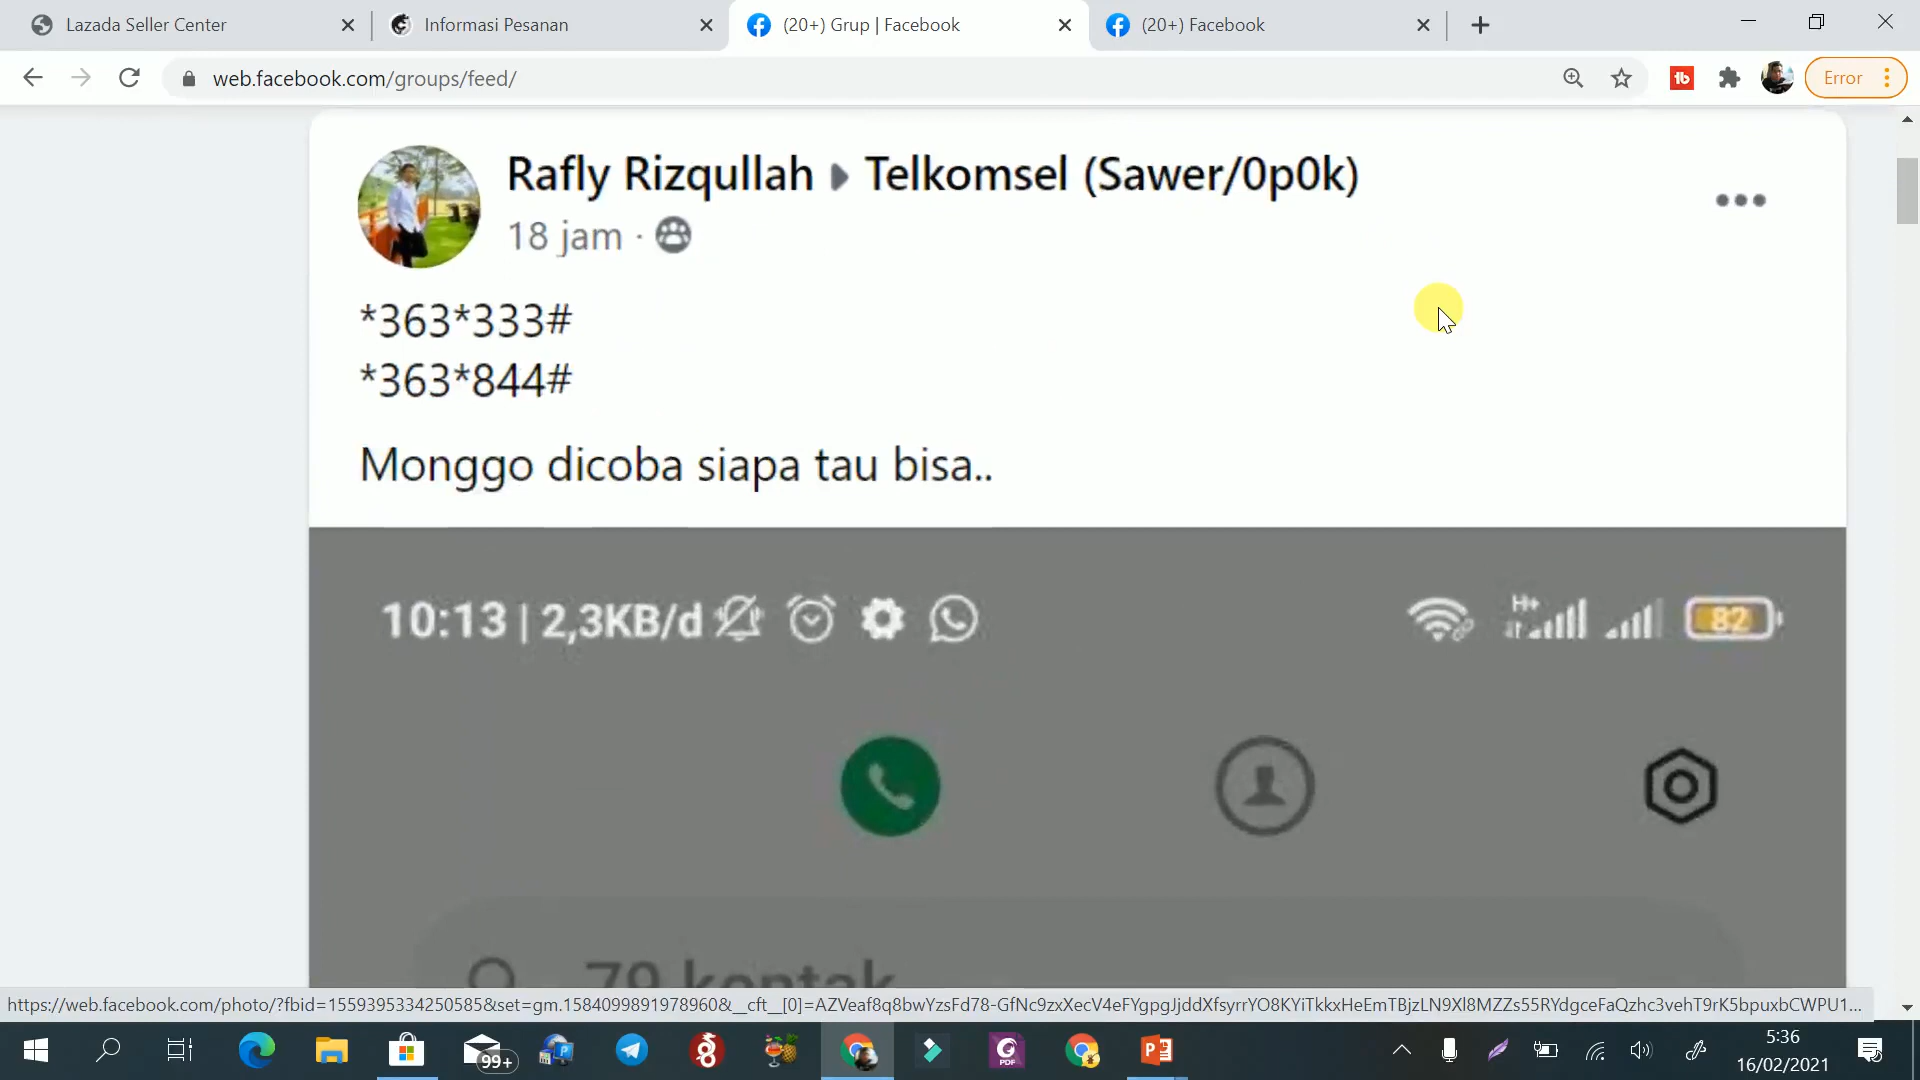 Lazada Seller Center
Informasi Pesanan
(20+) Grup | Facebook
(20+) Facebook
web.facebook.com/groups/feed/
Error
Rafly Rizqullah Telkomsel (Sawer/0p0k)
18 jam ·
*363*333#
*363*844#
Monggo dicoba siapa tau bisa..
10:13 | 2,3KB/d
H+
82
79 kontak
https://web.facebook.com/photo/?fbid=1559395334250585&set=gm.1584099891978960&__cft__[0]=AZVeaf8q8bwYzsFd78-GfNc9zxXecV4eFYgpgJjddXfsyrrYO8KYiTkkxHeEmTBjzLN9Xl8MZZs55RYdgceFaQzhc3vehT9rK5bpuxbCWPU1...
99+
PDF
5:36
16/02/2021